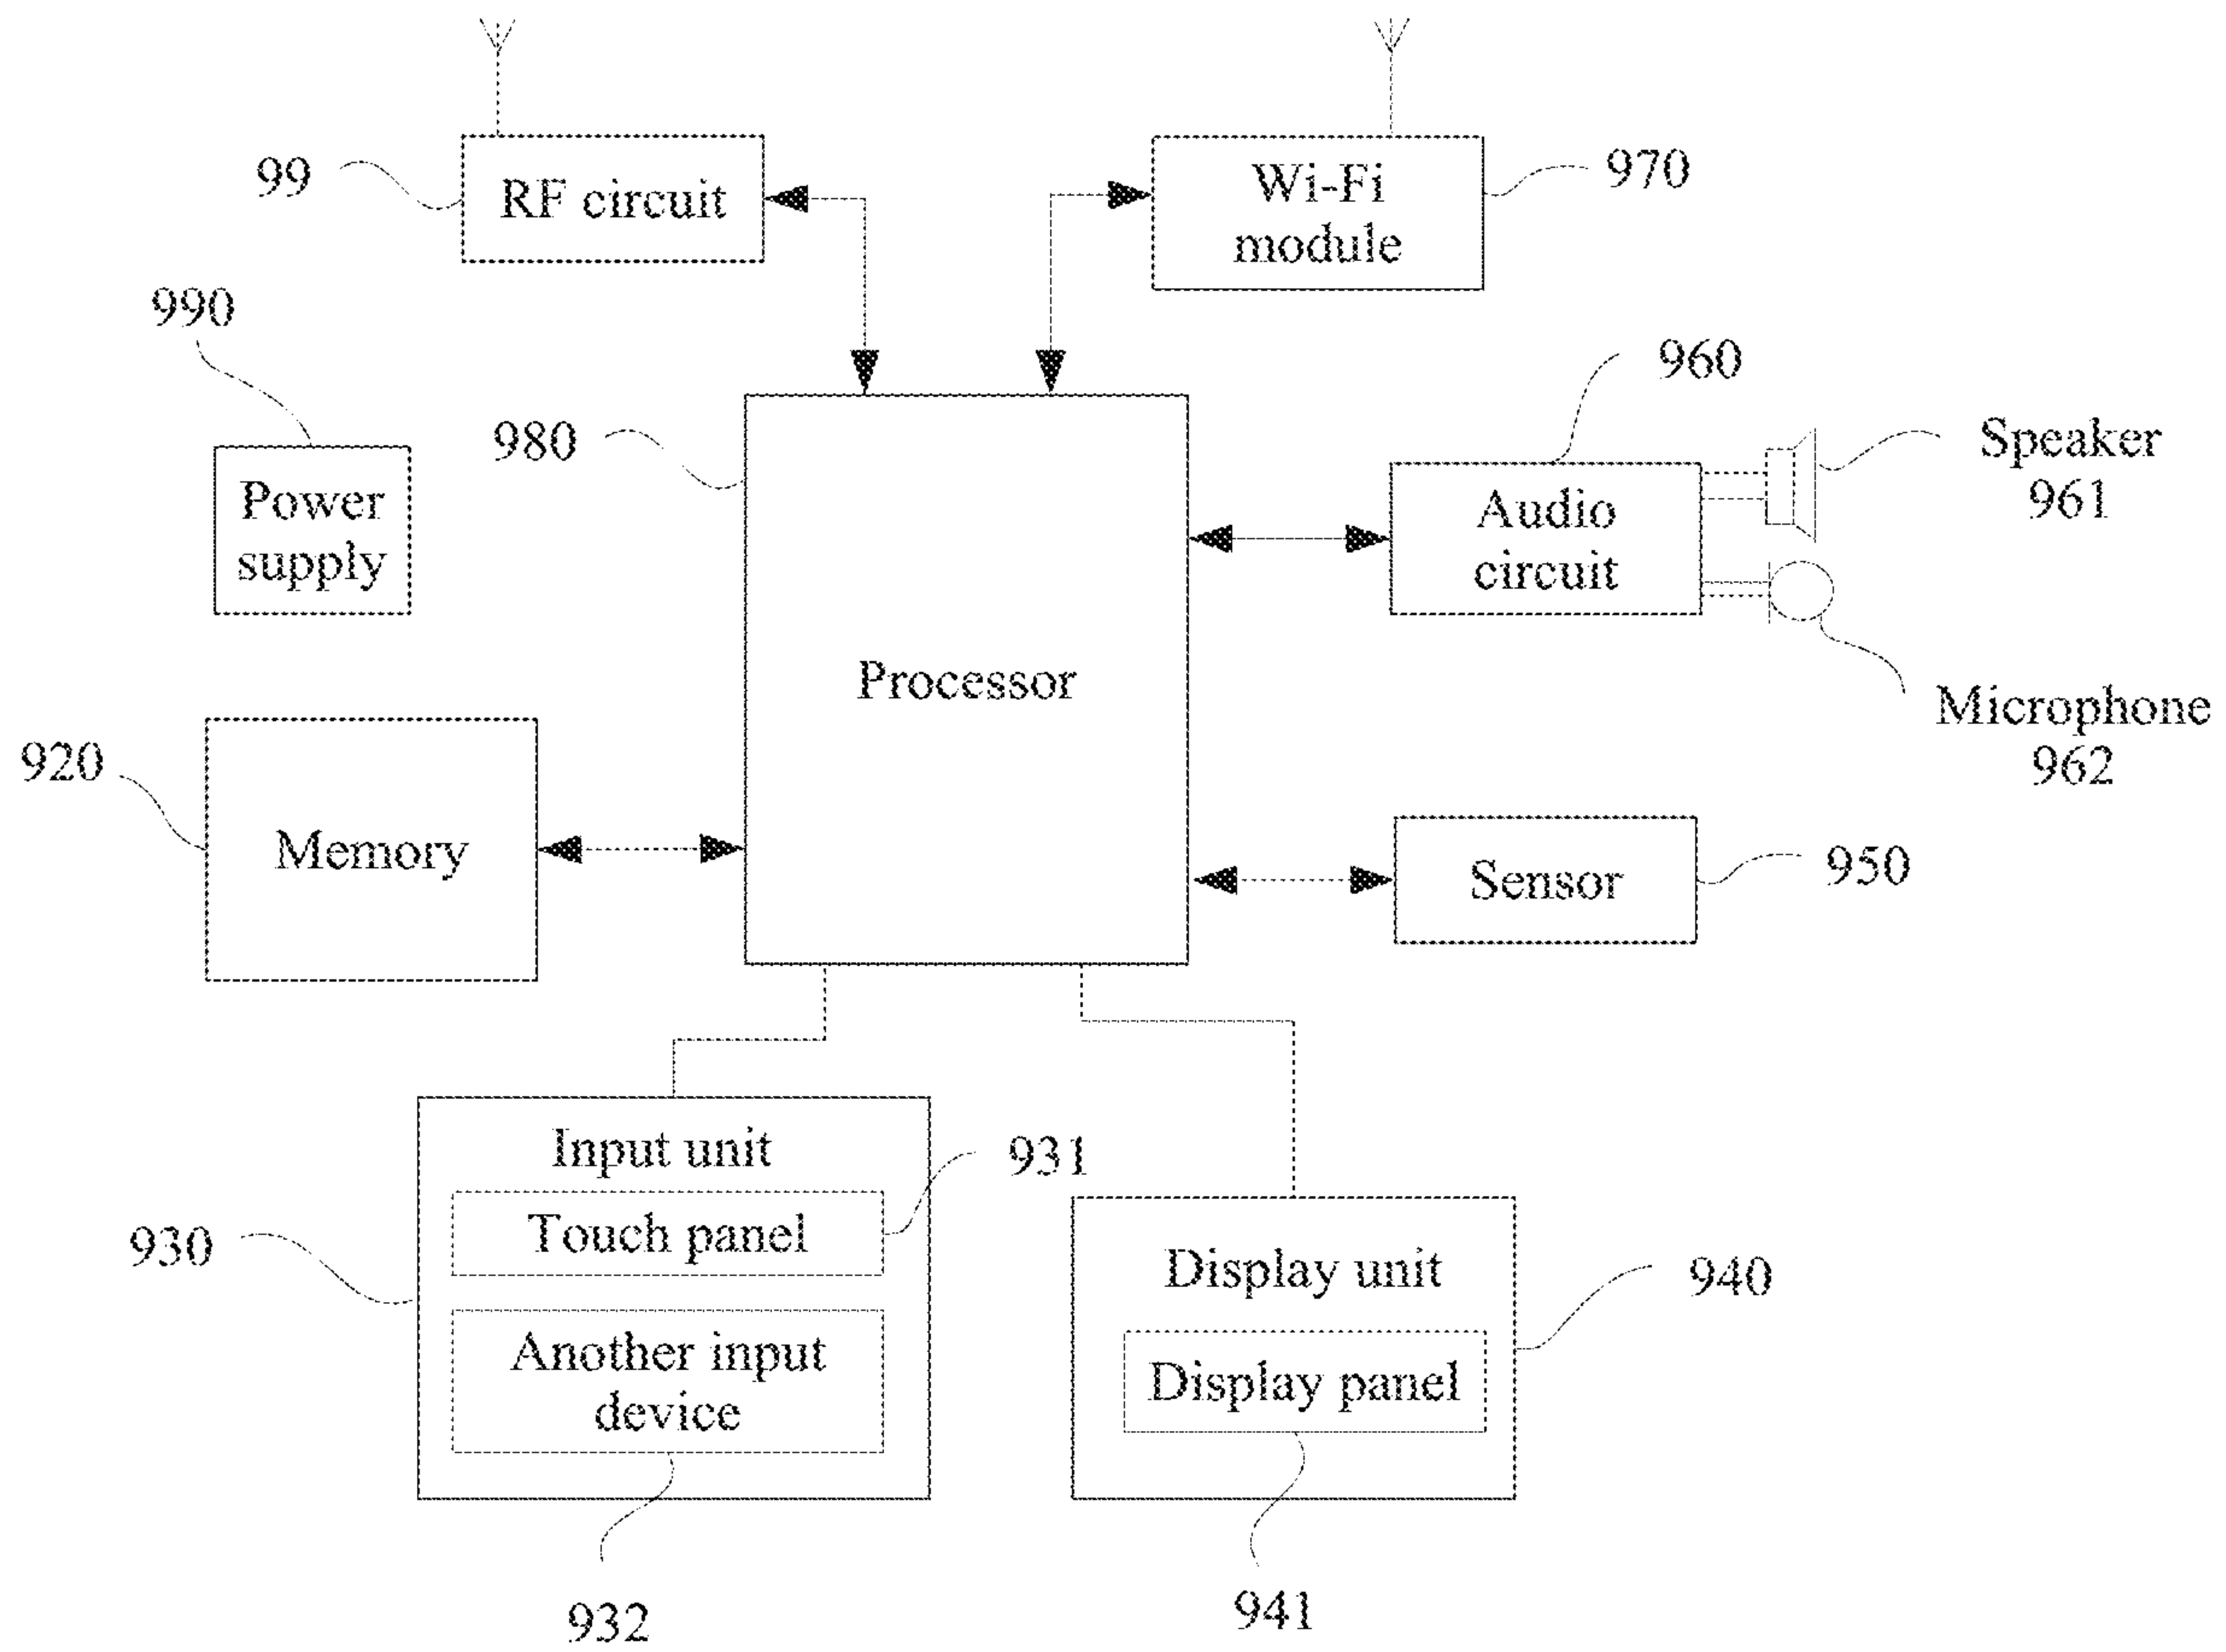 99
RF circuit
Wi-Fi
module
970
990
Power
supply
980
Processor
960
Audio
circuit
Speaker
961
Microphone
962
920
Memory
Sensor
950
Input unit
931
Touch panel
930
Another input
device
932
Display unit
940
Display panel
941